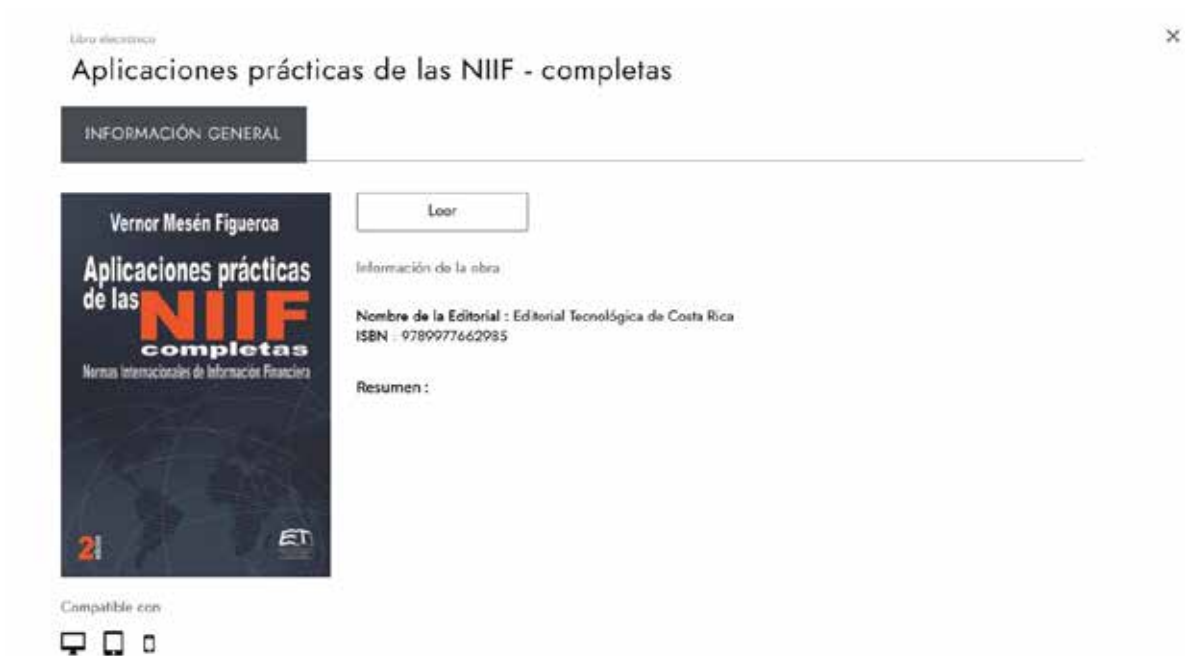 Libro electrónico
Aplicaciones prácticas de las NIIF - completas
INFORMACIÓN GENERAL
Vernor Mesén Figueroa
Aplicaciones prácticas
de las NIIF
completas
Normas Internacionales de Información Financiera
2
edición
ET
Leer
Información de la obra
Nombre de la Editorial : Editorial Tecnológica de Costa Rica
ISBN : 9789977662985
Resumen :
Compatible con